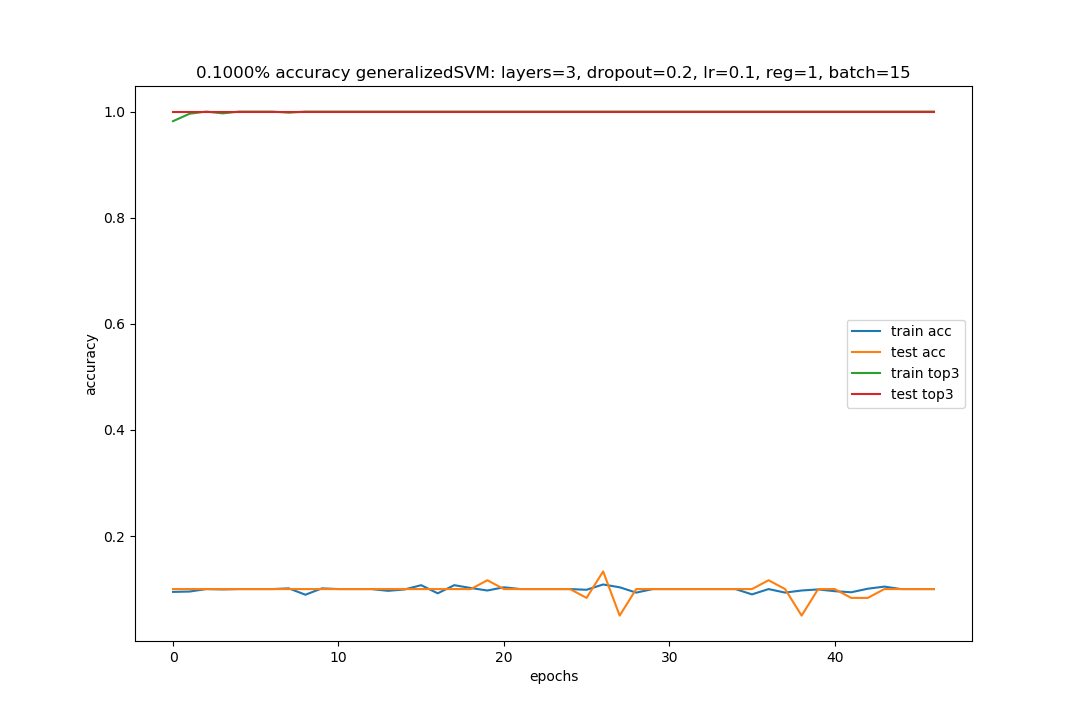 0.1000% accuracy generalizedSVM: layers=3, dropout=0.2, lr=0.1, reg=1, batch=15
1.0
0.8
0.6
0.4
0.2
accuracy
train acc
test acc
train top3
test top3
0 10 20 30 40
epochs